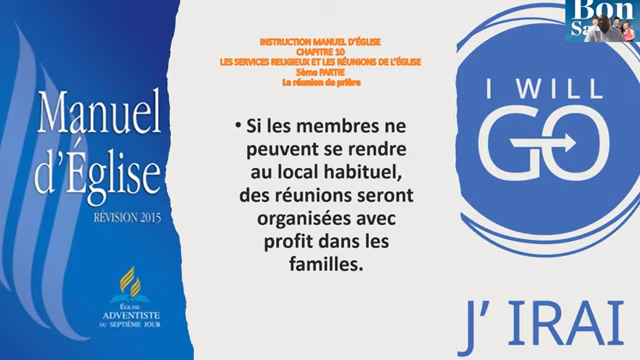 Manuel
d'Église
RÉVISION 2015
ÉGLISE
ADVENTISTE
DU SEPTIÈME JOUR
INSTRUCTION MANUEL D'ÉGLISE
CHAPITRE 10
LES SERVICES RELIGIEUX ET LES RÉUNIONS DE L'ÉGLISE
5ème PARTIE
La réunion de prière
• Si les membres ne
peuvent se rendre
au local habituel,
des réunions seront
organisées avec
profit dans les
familles.
Bon
I WILL
GO
J' IRAI